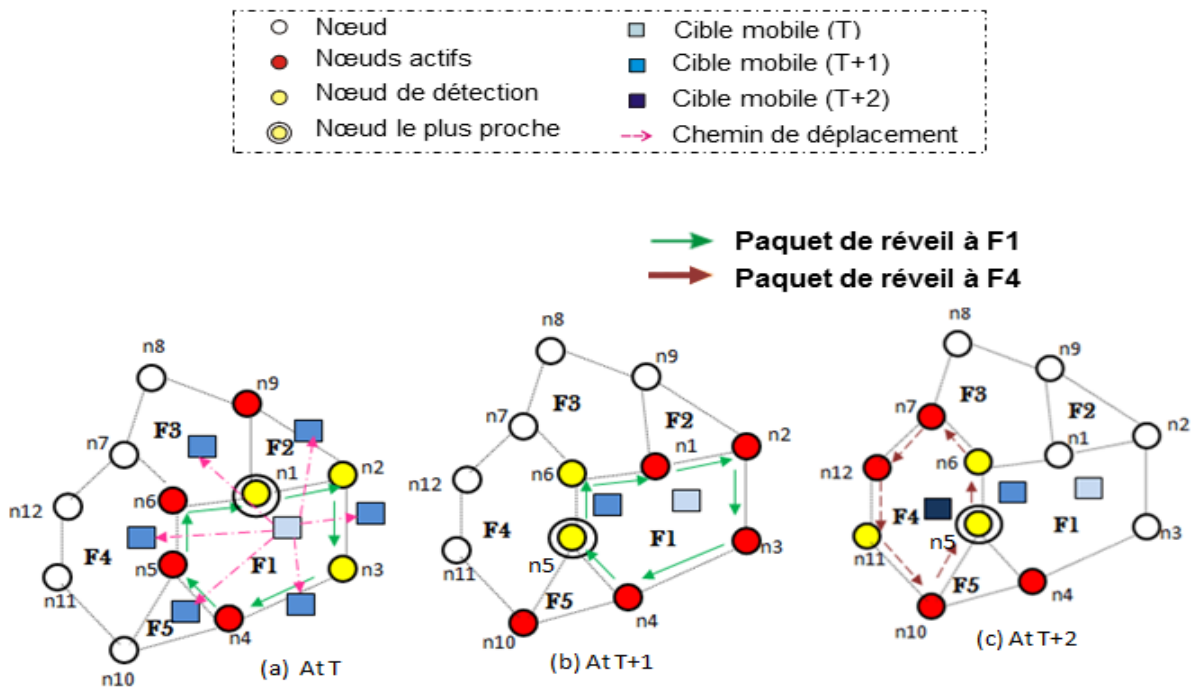 Nœud
Nœuds actifs
Nœud de détection
Nœud le plus proche
Cible mobile (T)
Cible mobile (T+1)
Cible mobile (T+2)
Chemin de déplacement
Paquet de réveil à F1
Paquet de réveil à F4
n8
n9
F3
F2
n7
n1
n2
n6
n12
F4
n5
F1
n3
n11
F5
n4
n10
(a) At T
n8
n9
F3
F2
n7
n1
n2
n6
n12
F4
F1
n3
n5
n11
F5
n4
n10
(b) At T+1
n8
n9
F3
n7
F2
n1
n2
n6
n12
F4
F1
n5
n3
n11
F5
n4
n10
(c) At T+2